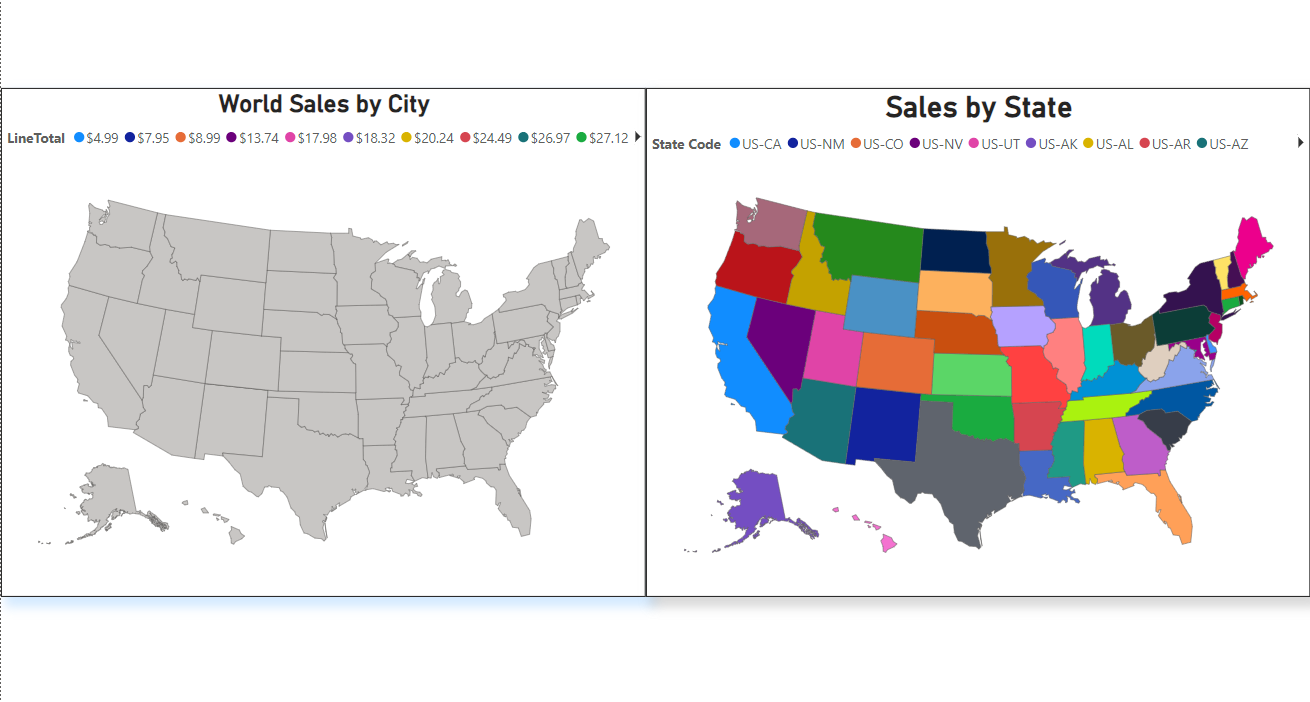 World Sales by City
LineTotal $4.99 $7.95 $8.99 $13.74 $17.98 $18.32 $20.24 $24.49 $26.97 $27.12
Sales by State
State Code US-CA US-NM US-CO US-NV US-UT US-AK US-AL US-AR US-AZ